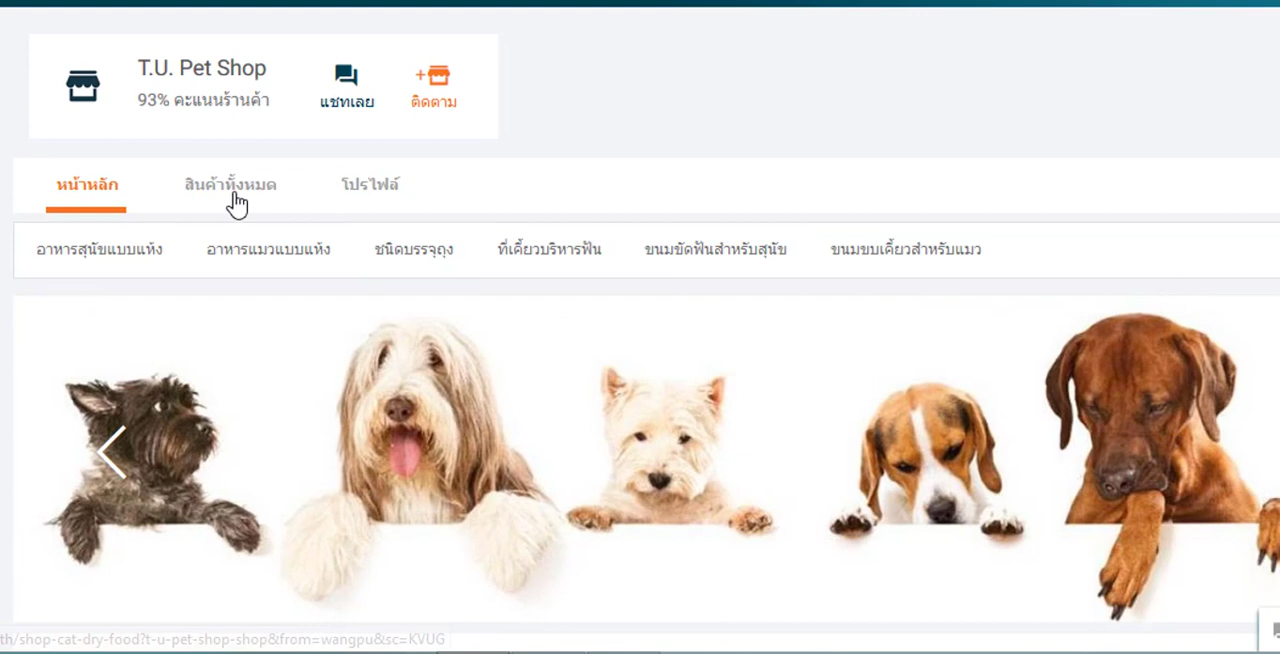 T.U. Pet Shop
93% คะแนนร้านค้า
แชทเลย
ติดตาม
หน้าหลัก สินค้าทั้งหมด โปรไฟล์
อาหารสุนัขแบบแห้ง อาหารแมวแบบแห้ง ชนิดบรรจุถุง ที่เคี้ยวบริหารฟัน ขนมขัดฟันสำหรับสุนัข ขนมขบเคี้ยวสำหรับแมว
th/shop-cat-dry-food?t-u-pet-shop-shop&from=wangpu&sc=KVUG